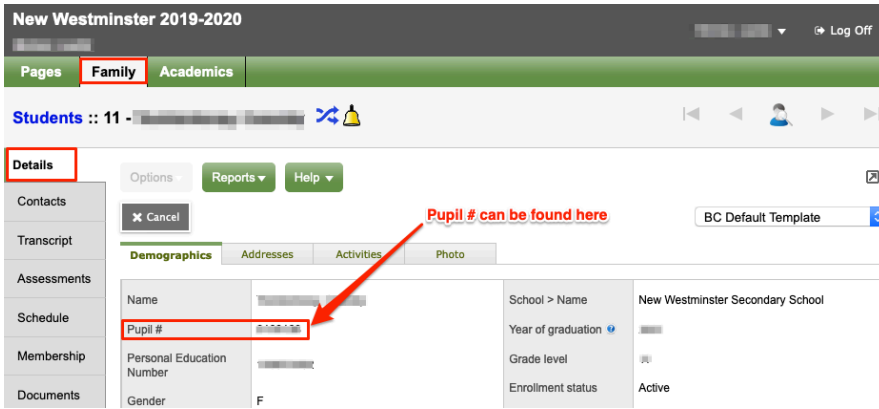 New Westminster 2019-2020
Log Off
Pages Family Academics
Students :: 11 -
Details
Contacts
Transcript
Assessments
Schedule
Membership
Documents
Options Reports Help
Cancel
Pupil # can be found here
BC Default Template
Demographics Addresses Activities Photo
Name
School > Name New Westminster Secondary School
Pupil #
Year of graduation
Personal Education
Number
Grade level
Enrollment status Active
Gender F